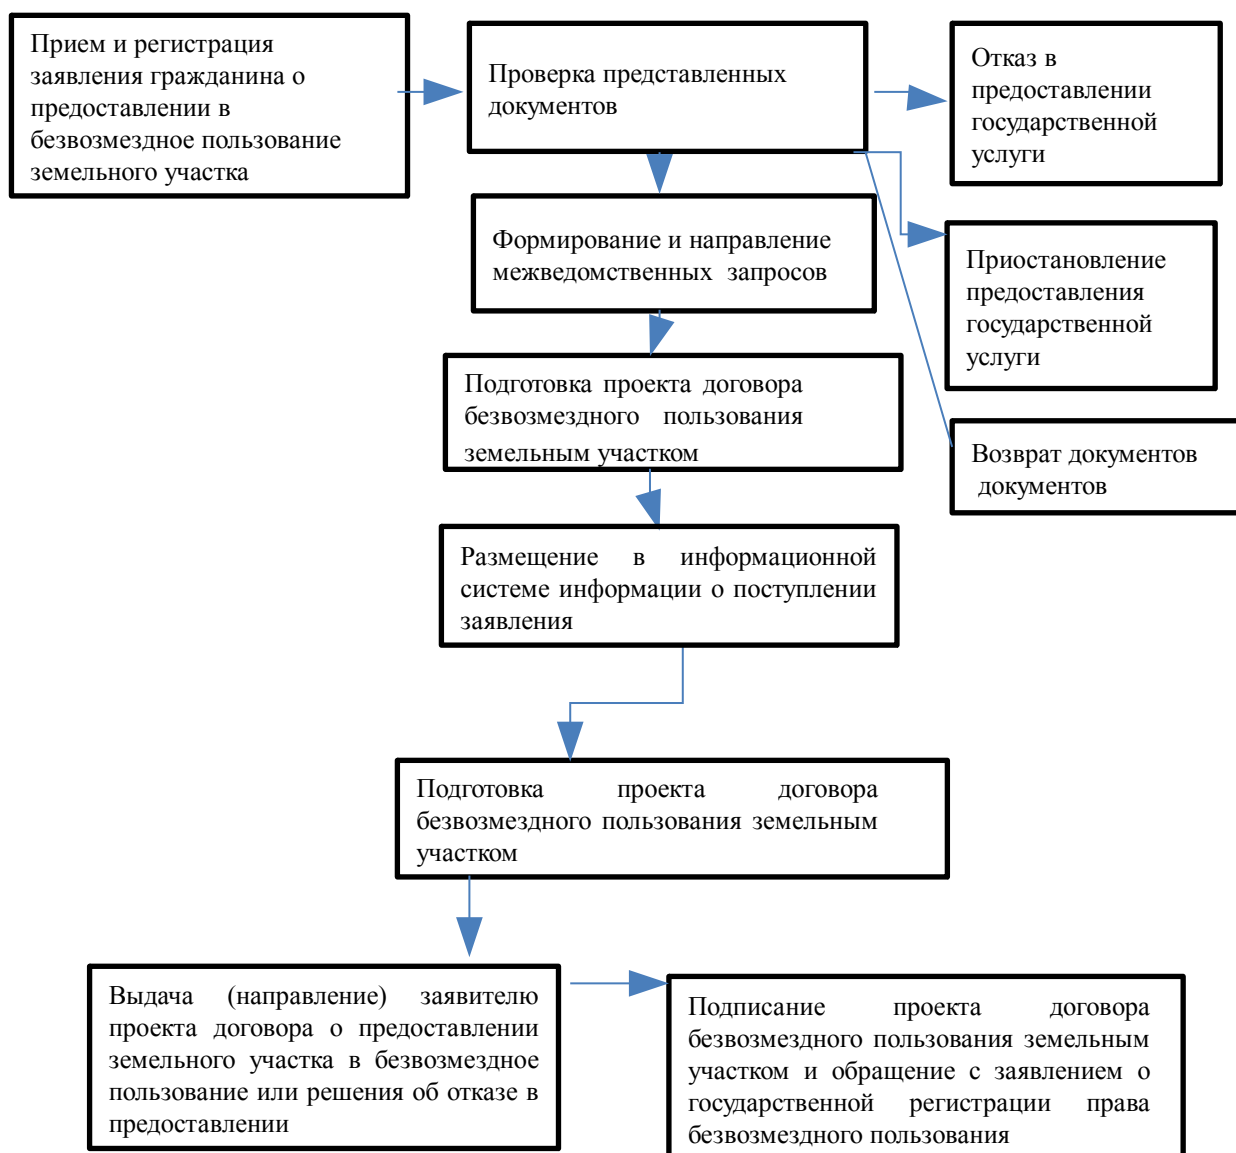 Прием и регистрация
заявления гражданина о
предоставлении в
безвозмездное пользование
земельного участка
Проверка представленных
документов
Отказ в
предоставлении
государственной
услуги
Формирование и направление
межведомственных запросов
Приостановление
предоставления
государственной
услуги
Подготовка проекта договора
безвозмездного пользования
земельным участком
Возврат документов
документов
Размещение в информационной
системе информации о поступлении
заявления
Подготовка проекта договора
безвозмездного пользования земельным
участком
Выдача (направление) заявителю
проекта договора о предоставлении
земельного участка в безвозмездное
пользование или решения об отказе в
предоставлении
Подписание проекта договора
безвозмездного пользования земельным
участком и обращение с заявлением о
государственной регистрации права
безвозмездного пользования